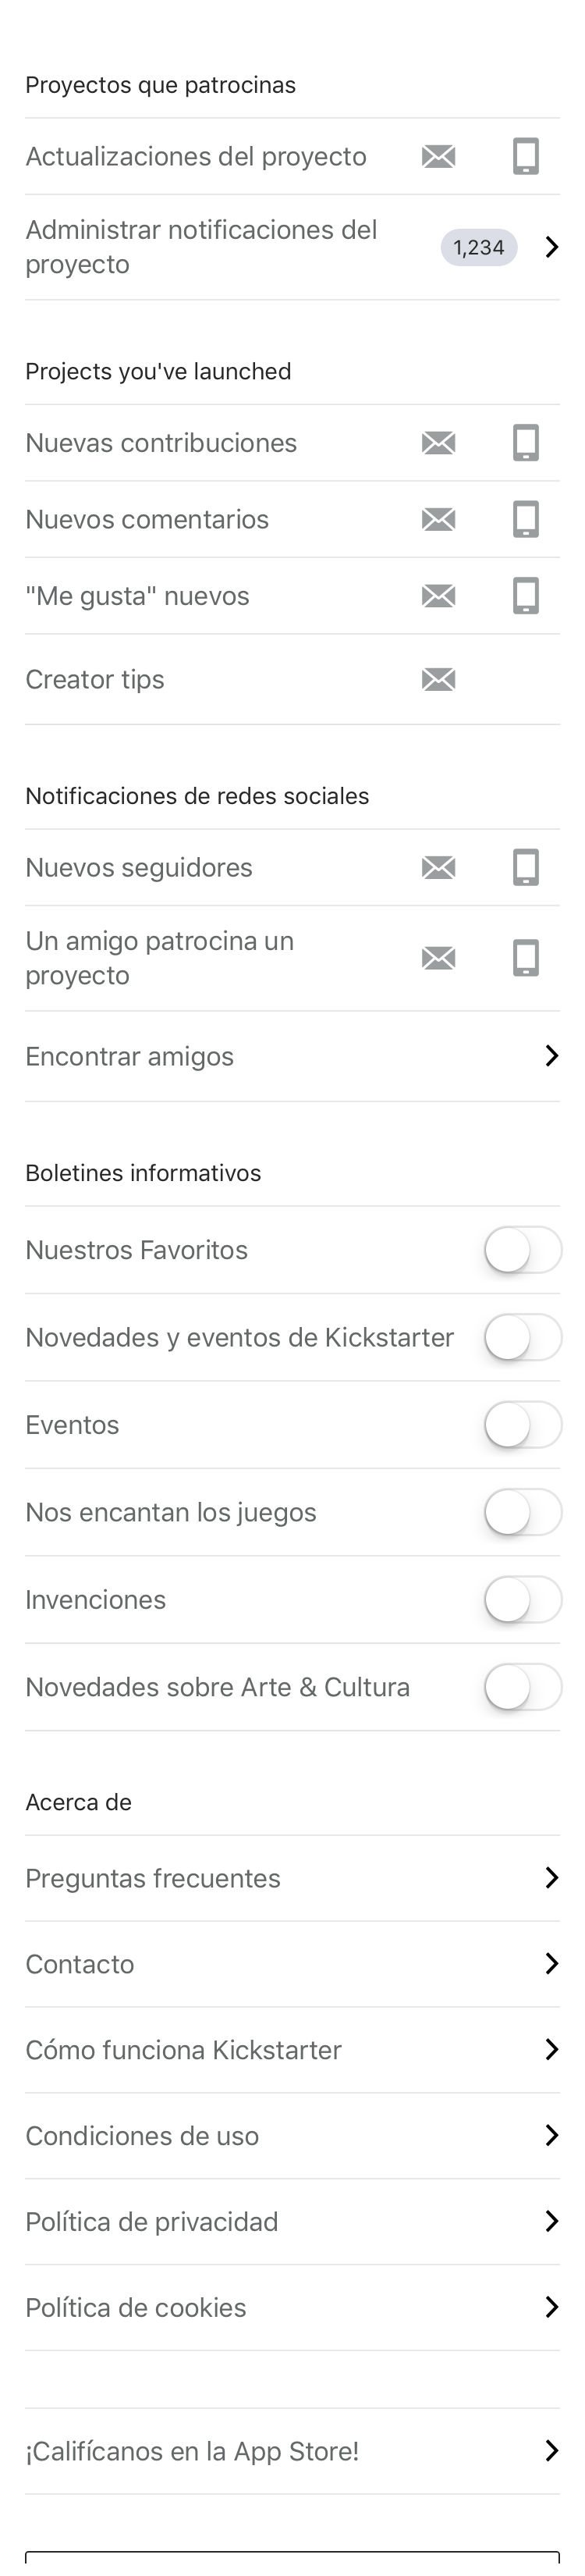 Proyectos que patrocinas
Actualizaciones del proyecto
Administrar notificaciones del
proyecto
1,234
Projects you've launched
Nuevas contribuciones
Nuevos comentarios
"Me gusta" nuevos
Creator tips
Notificaciones de redes sociales
Nuevos seguidores
Un amigo patrocina un
proyecto
Encontrar amigos
Boletines informativos
Nuestros Favoritos
Novedades y eventos de Kickstarter
Eventos
Nos encantan los juegos
Invenciones
Novedades sobre Arte & Cultura
Acerca de
Preguntas frecuentes
Contacto
Cómo funciona Kickstarter
Condiciones de uso
Política de privacidad
Política de cookies
¡Califícanos en la App Store!